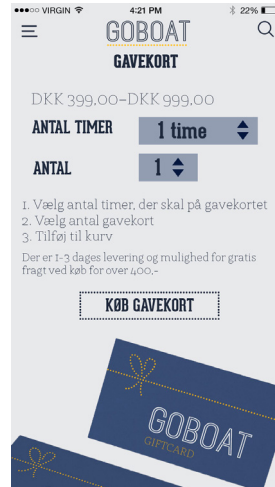 VIRGIN 4:21 PM 22%
GOBOAT
GAVEKORT
DKK 399,00-DKK 999,00
ANTAL TIMER 1 time
ANTAL 1
1. Vælg antal timer, der skal på gavekortet
2. Vælg antal gavekort
3. Tilføj til kurv
Der er 1-3 dages levering og mulighed for gratis
fragt ved køb for over 400,-
KØB GAVEKORT
GOBOAT
GIFTCARD